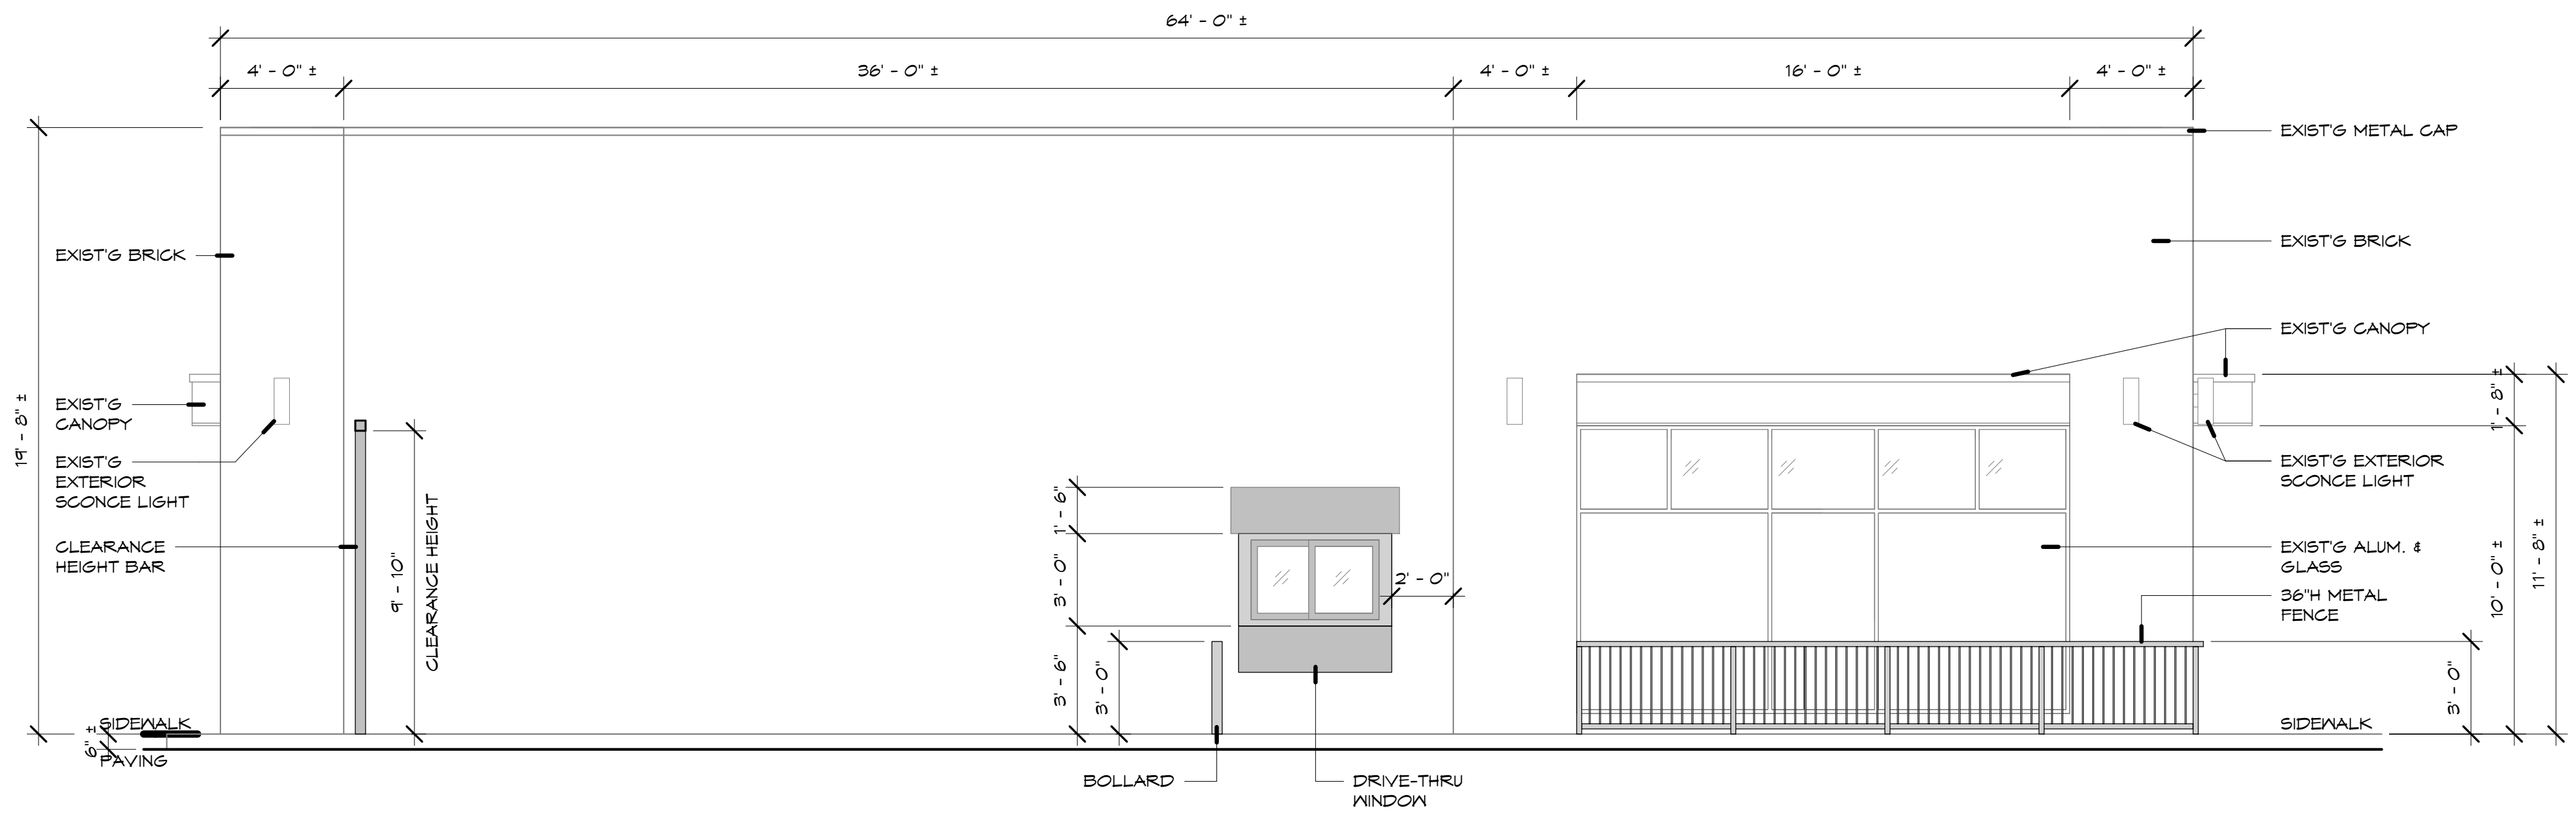 64' - 0" ±
4' - 0" ±
36' - 0" ±
4' - 0" ±
16' - 0" ±
4' - 0" ±
EXIST'G METAL CAP
EXIST'G BRICK
EXIST'G BRICK
EXIST'G CANOPY
19' - 8" ±
EXIST'G
CANOPY
1' - 8" ±
EXIST'G
EXTERIOR
SCONCE LIGHT
EXIST'G EXTERIOR
SCONCE LIGHT
CLEARANCE
HEIGHT BAR
9' - 10"
CLEARANCE HEIGHT
1' - 6"
3' - 0"
3' - 6"
3' - 0"
2' - 0"
EXIST'G ALUM. &
GLASS
36"H METAL
FENCE
10' - 0" ±
11' - 8" ±
3' - 0"
SIDEWALK
6" ±
PAVING
SIDEWALK
BOLLARD
DRIVE-THRU
WINDOW